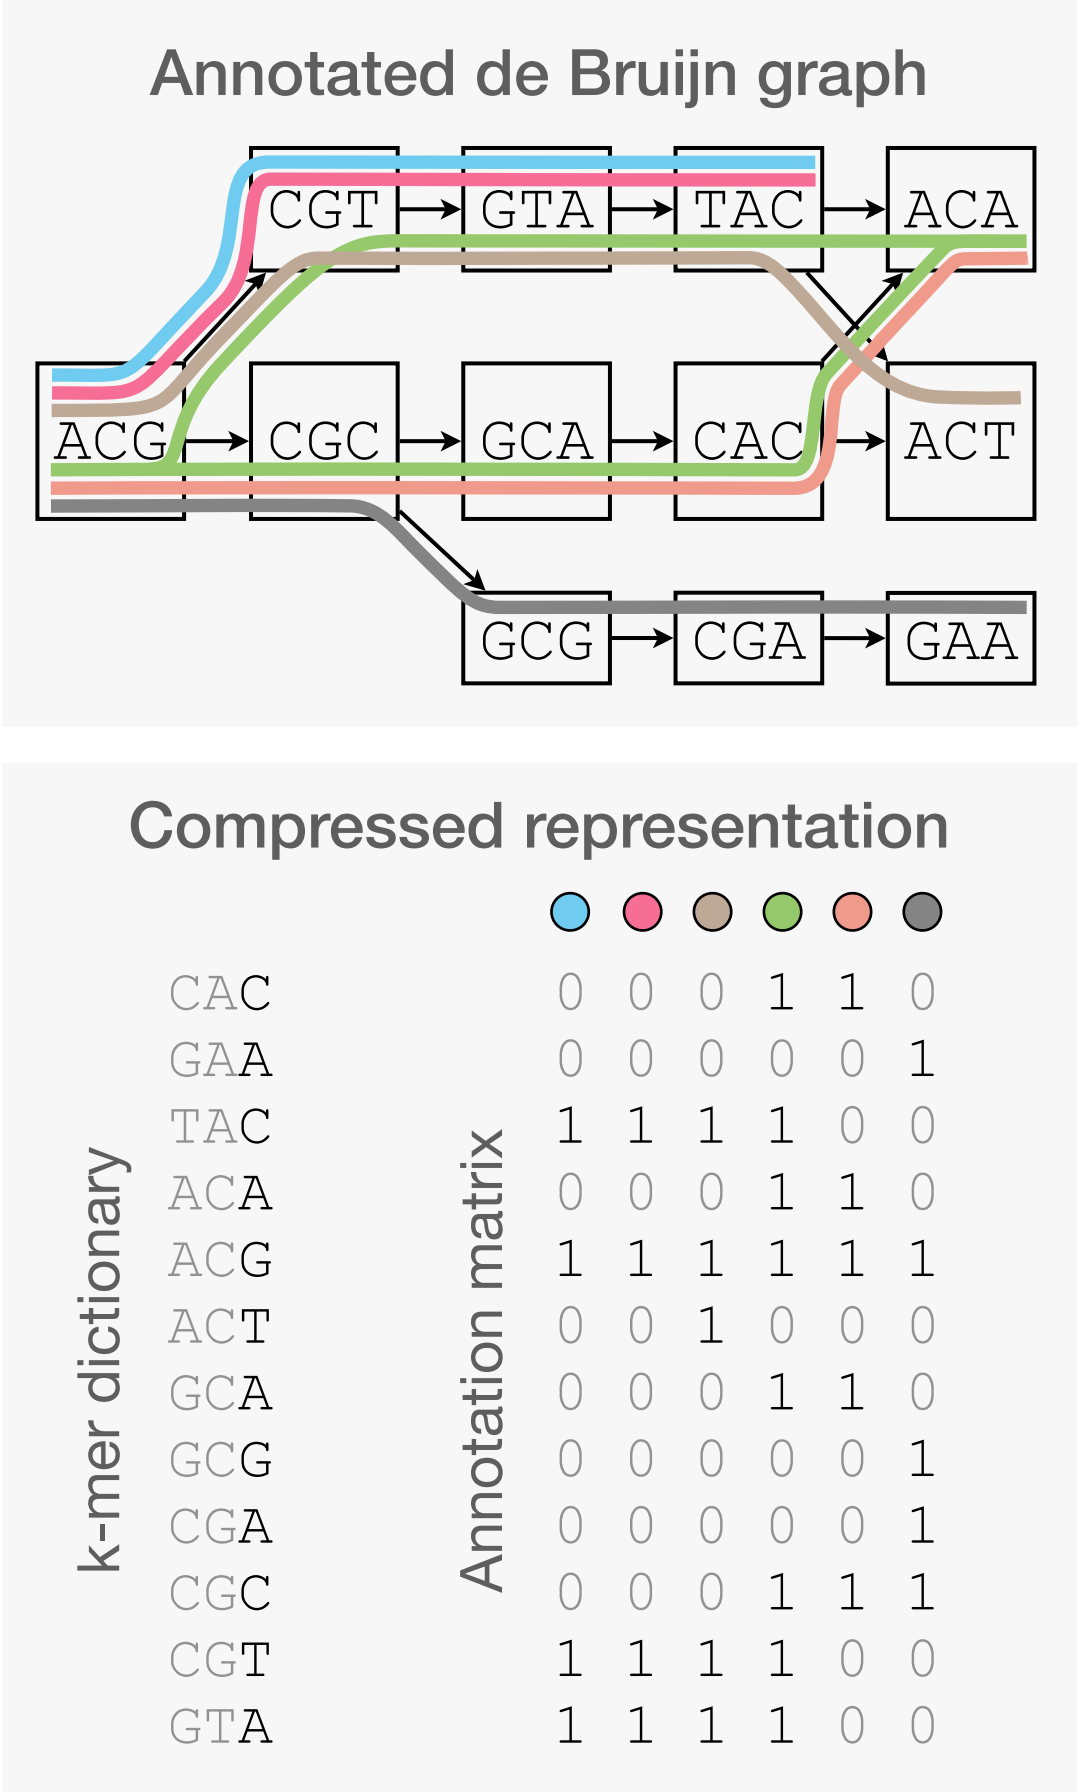 Annotated de Bruijn graph
CGT GTA TAC ACA
ACG CGC GCA CAC ACT
GCG CGA GAA
Compressed representation
k-mer dictionary
Annotation matrix
CAC 0 0 0 1 1 0
GAA 0 0 0 0 0 1
TAC 1 1 1 1 0 0
ACA 0 0 0 1 1 0
ACG 1 1 1 1 1 1
ACT 0 0 1 0 0 0
GCA 0 0 0 1 1 0
GCG 0 0 0 0 0 1
CGA 0 0 0 0 0 1
CGC 0 0 0 1 1 1
CGT 1 1 1 1 0 0
GTA 1 1 1 1 0 0